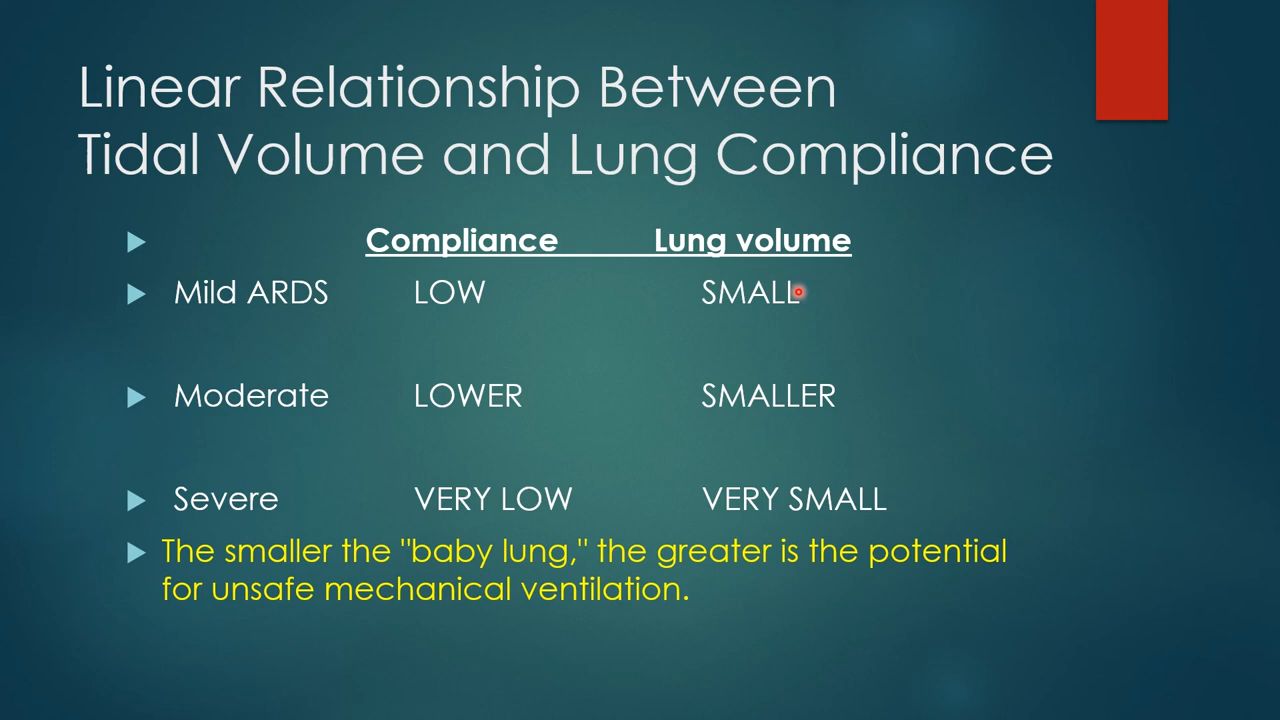 Linear Relationship Between
Tidal Volume and Lung Compliance
Compliance Lung volume
Mild ARDS LOW SMALL
Moderate LOWER SMALLER
Severe VERY LOW VERY SMALL
The smaller the "baby lung," the greater is the potential
for unsafe mechanical ventilation.